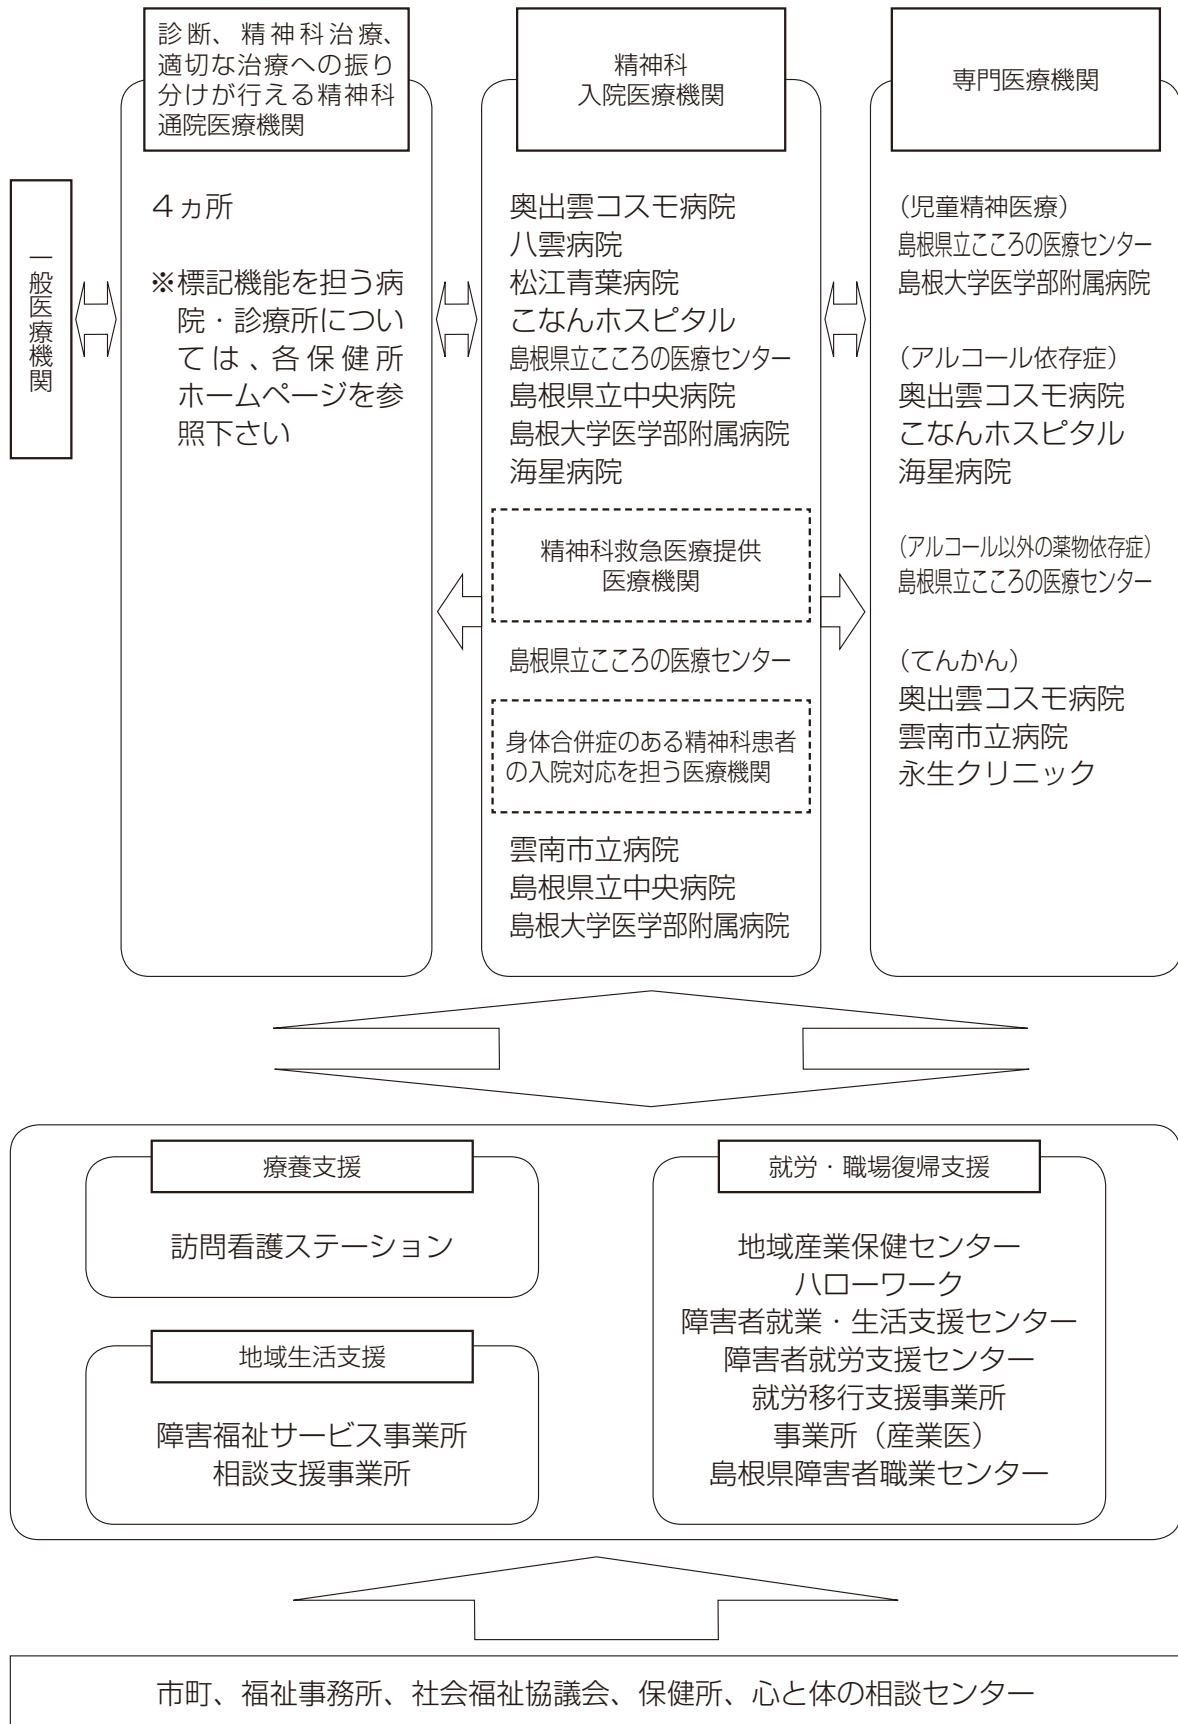 診断、精神科治療、
適切な治療への振り
分けが行える精神科
通院医療機関
精神科
入院医療機関
専門医療機関
一般医療機関
4ヵ所
※標記機能を担う病
院・診療所につい
ては、各保健所
ホームページを参
照下さい
奥出雲コスモ病院
八雲病院
松江青葉病院
こなんホスピタル
島根県立こころの医療センター
島根県立中央病院
島根大学医学部附属病院
海星病院
精神科救急医療提供
医療機関
島根県立こころの医療センター
身体合併症のある精神科患者
の入院対応を担う医療機関
雲南市立病院
島根県立中央病院
島根大学医学部附属病院
(児童精神医療)
島根県立こころの医療センター
島根大学医学部附属病院
(アルコール依存症)
奥出雲コスモ病院
こなんホスピタル
海星病院
(アルコール以外の薬物依存症)
島根県立こころの医療センター
(てんかん)
奥出雲コスモ病院
雲南市立病院
永生クリニック
療養支援
訪問看護ステーション
地域生活支援
障害福祉サービス事業所
相談支援事業所
就労・職場復帰支援
地域産業保健センター
ハローワーク
障害者就業・生活支援センター
障害者就労支援センター
就労移行支援事業所
事業所（産業医）
島根県障害者職業センター
市町、福祉事務所、社会福祉協議会、保健所、心と体の相談センター